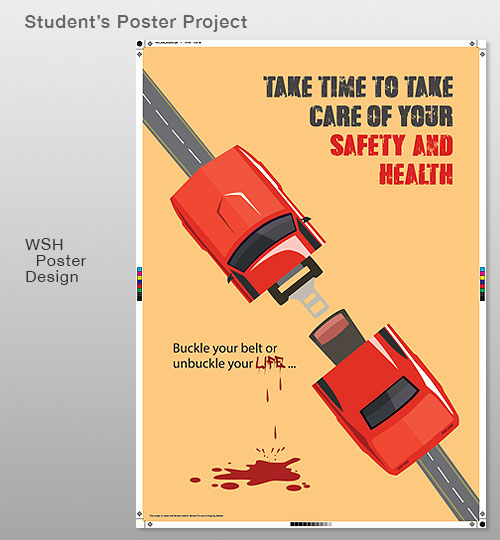 Student's Poster Project
TAKE TIME TO TAKE
CARE OF YOUR
SAFETY AND
HEALTH
WSH
Poster
Design
Buckle your belt or
unbuckle your LIFE ...